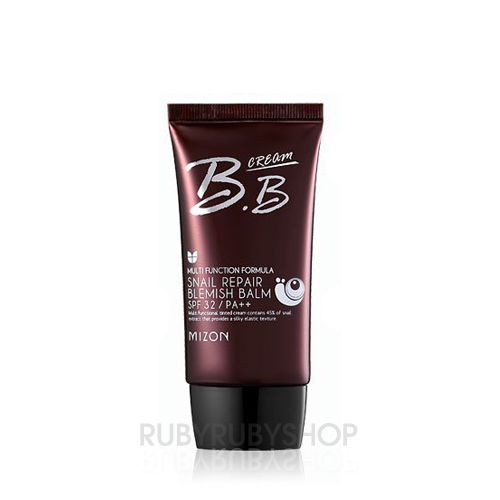 CREAM
B.B
MULTI FUNCTION FORMULA
SNAIL REPAIR
BLEMISH BALM
SPF 32 / PA++
Multi functional tinted cream contains 45% of snail
extract that provides a silky elastic texture
MIZON
RUBYRUBYSHOP